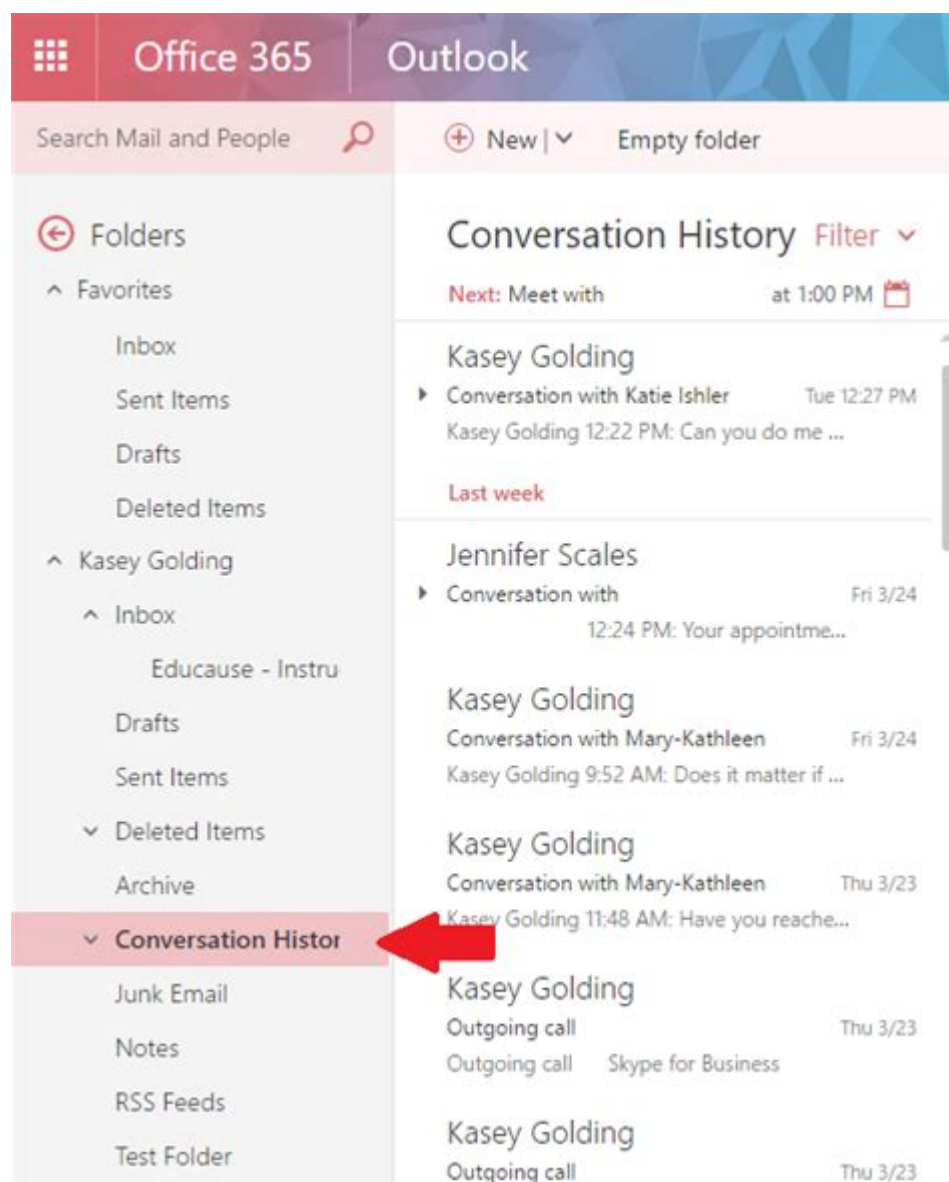 Office 365 Outlook
Search Mail and People
New Empty folder
Folders
Favorites
Inbox
Sent Items
Drafts
Deleted Items
Kasey Golding
Inbox
Educause - Instru
Drafts
Sent Items
Deleted Items
Archive
Conversation Histor
Junk Email
Notes
RSS Feeds
Test Folder
Conversation History Filter
Next: Meet with at 1:00 PM
Kasey Golding
Conversation with Katie Ishler Tue 12:27 PM
Kasey Golding 12:22 PM: Can you do me ...
Last week
Jennifer Scales
Conversation with Fri 3/24
12:24 PM: Your appointme...
Kasey Golding
Conversation with Mary-Kathleen Fri 3/24
Kasey Golding 9:52 AM: Does it matter if ...
Kasey Golding
Conversation with Mary-Kathleen Thu 3/23
Kasey Golding 11:48 AM: Have you reache...
Kasey Golding
Outgoing call Thu 3/23
Outgoing call Skype for Business
Kasey Golding
Outgoing call Thu 3/23